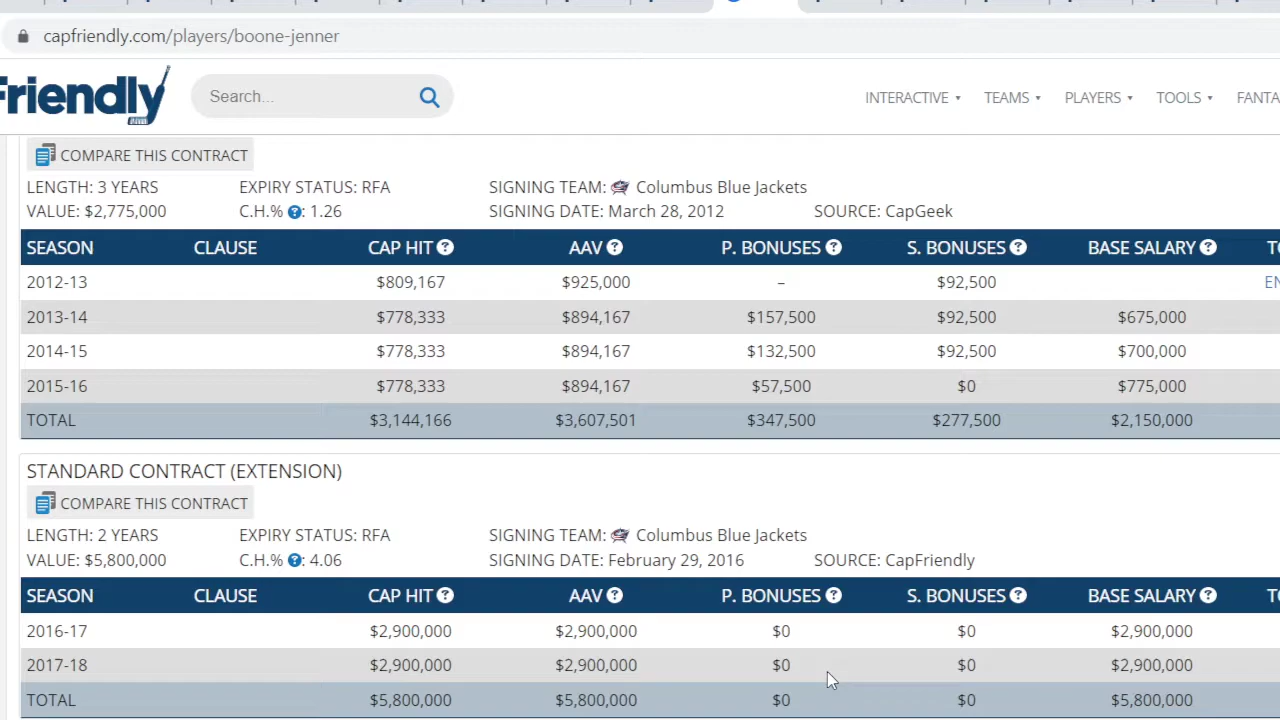 capfriendly.com/players/boone-jenner
Friendly Search... INTERACTIVE TEAMS PLAYERS TOOLS FANTA
COMPARE THIS CONTRACT
LENGTH: 3 YEARS EXPIRY STATUS: RFA SIGNING TEAM: Columbus Blue Jackets
VALUE: $2,775,000 C.H.% ?: 1.26 SIGNING DATE: March 28, 2012 SOURCE: CapGeek
SEASON CLAUSE CAP HIT ? AAV ? P. BONUSES ? S. BONUSES ? BASE SALARY ? TO
2012-13 $809,167 $925,000 – $92,500 EN
2013-14 $778,333 $894,167 $157,500 $92,500 $675,000
2014-15 $778,333 $894,167 $132,500 $92,500 $700,000
2015-16 $778,333 $894,167 $57,500 $0 $775,000
TOTAL $3,144,166 $3,607,501 $347,500 $277,500 $2,150,000
STANDARD CONTRACT (EXTENSION)
COMPARE THIS CONTRACT
LENGTH: 2 YEARS EXPIRY STATUS: RFA SIGNING TEAM: Columbus Blue Jackets
VALUE: $5,800,000 C.H.% ?: 4.06 SIGNING DATE: February 29, 2016 SOURCE: CapFriendly
SEASON CLAUSE CAP HIT ? AAV ? P. BONUSES ? S. BONUSES ? BASE SALARY ? TO
2016-17 $2,900,000 $2,900,000 $0 $0 $2,900,000
2017-18 $2,900,000 $2,900,000 $0 $0 $2,900,000
TOTAL $5,800,000 $5,800,000 $0 $0 $5,800,000